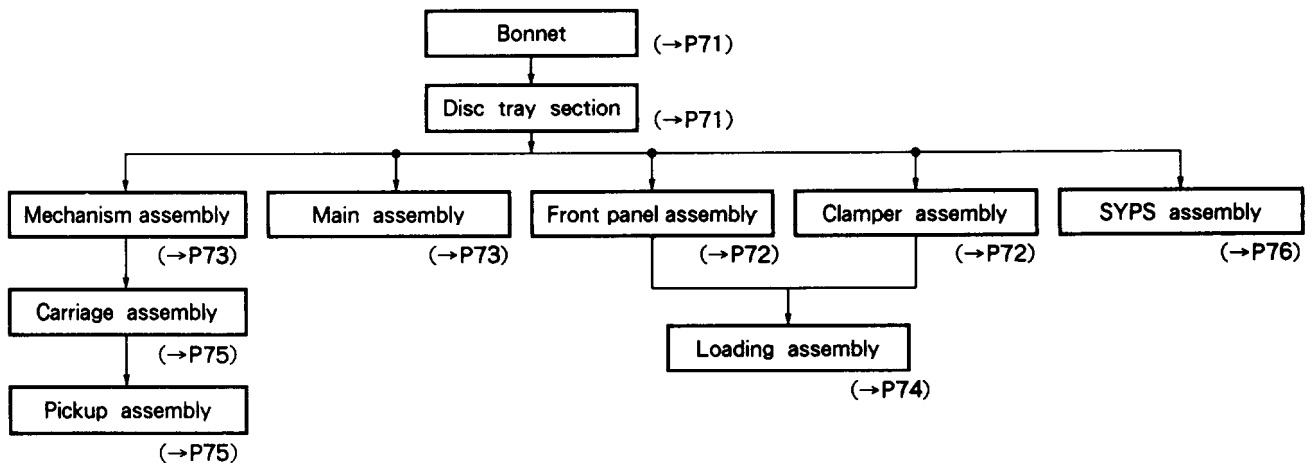 Bonnet
(→P71)
Disc tray section
(→P71)
Mechanism assembly
(→P73)
Main assembly
(→P73)
Front panel assembly
(→P72)
Clamper assembly
(→P72)
SYPS assembly
(→P76)
Carriage assembly
(→P75)
Loading assembly
(→P74)
Pickup assembly
(→P75)